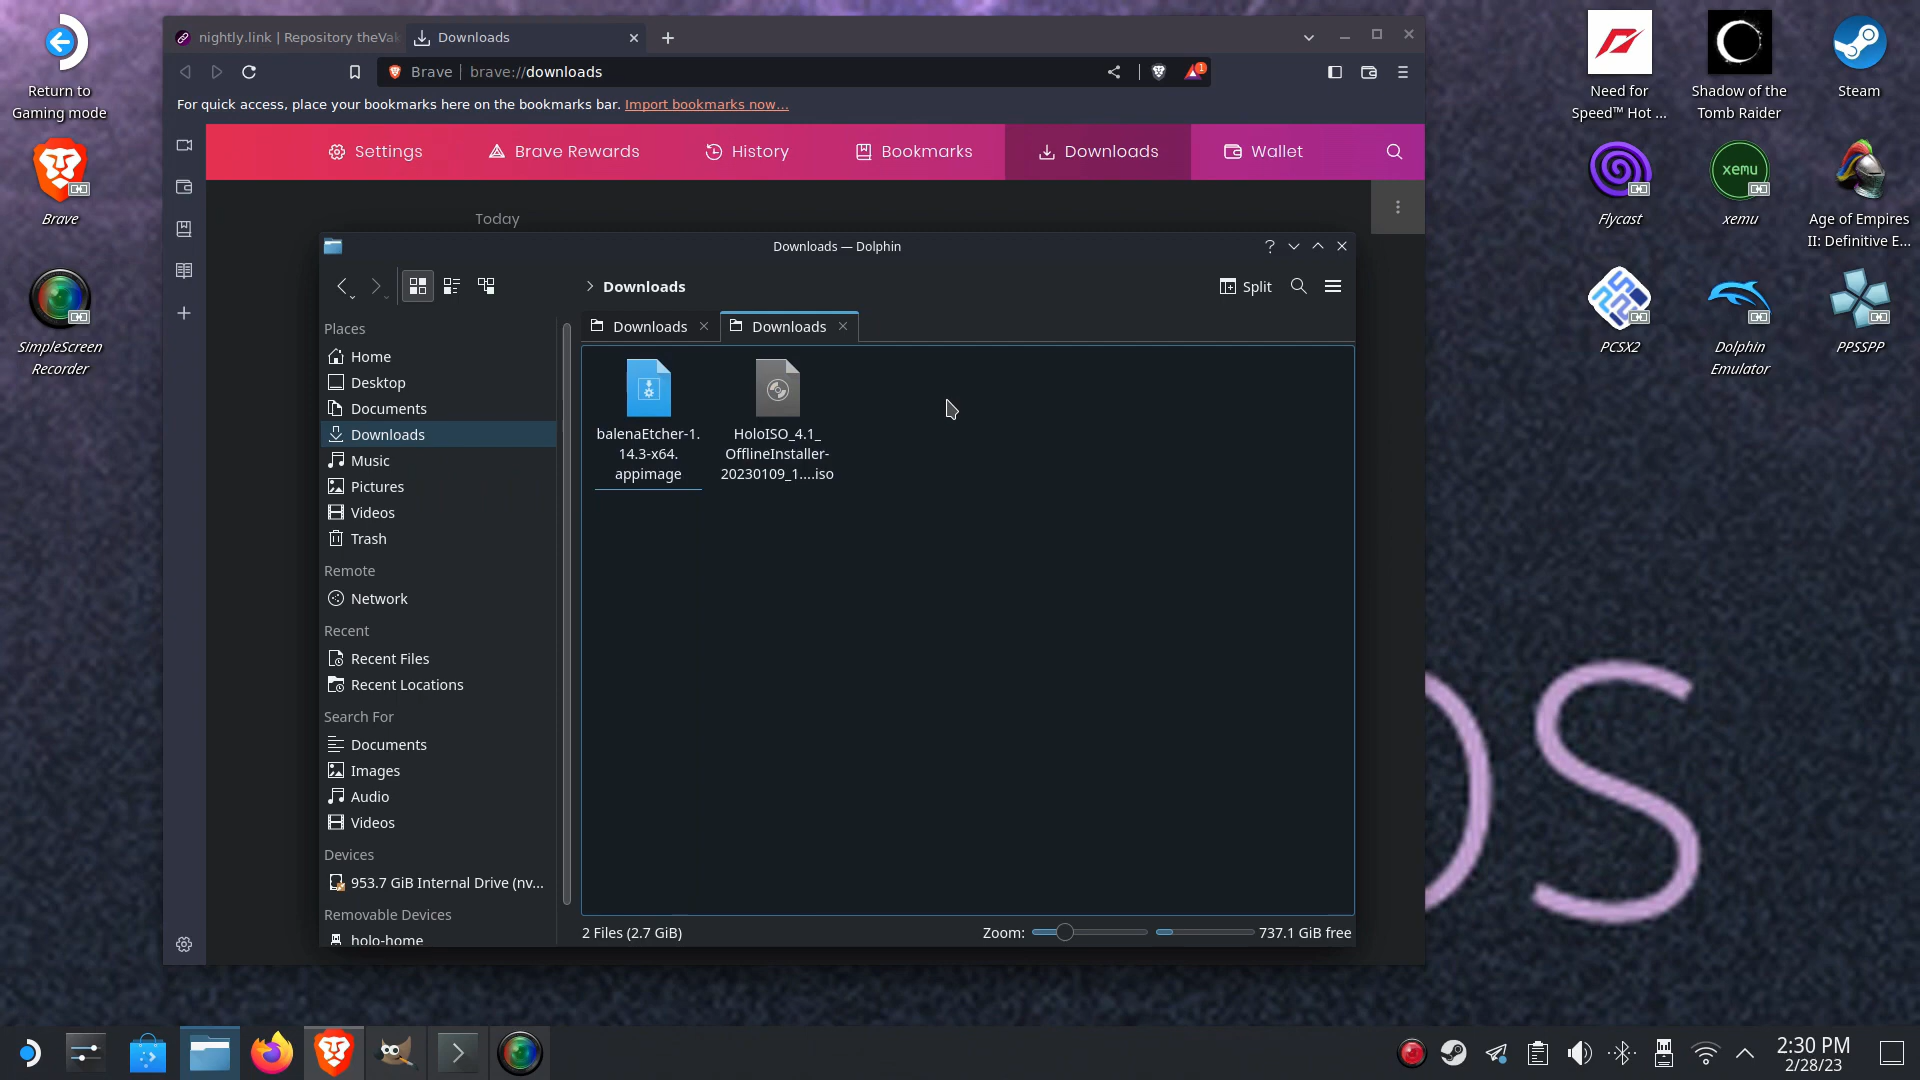 Return to
Gaming mode
Brave
SimpleScreen
Recorder
nightly.link | Repository theVak
Downloads
Brave
brave://downloads
1
For quick access, place your bookmarks here on the bookmarks bar. Import bookmarks now...
Settings
Brave Rewards
History
Bookmarks
Downloads
Wallet
Today
Downloads — Dolphin
Downloads
Split
Places
Home
Desktop
Documents
Downloads
Music
Pictures
Videos
Trash
Remote
Network
Recent
Recent Files
Recent Locations
Search For
Documents
Images
Audio
Videos
Devices
953.7 GiB Internal Drive (nv...
Removable Devices
holo-home
Downloads
Downloads
balenaEtcher-1.
14.3-x64.
appimage
HoloISO_4.1_
OfflineInstaller-
20230109_1....iso
2 Files (2.7 GiB)
Zoom:
737.1 GiB free
Need for
Speed™ Hot ...
Shadow of the
Tomb Raider
Steam
Flycast
xemu
xemu
Age of Empires
II: Definitive E...
PCSX2
Dolphin
Emulator
PPSSPP
OS
2:30 PM
2/28/23